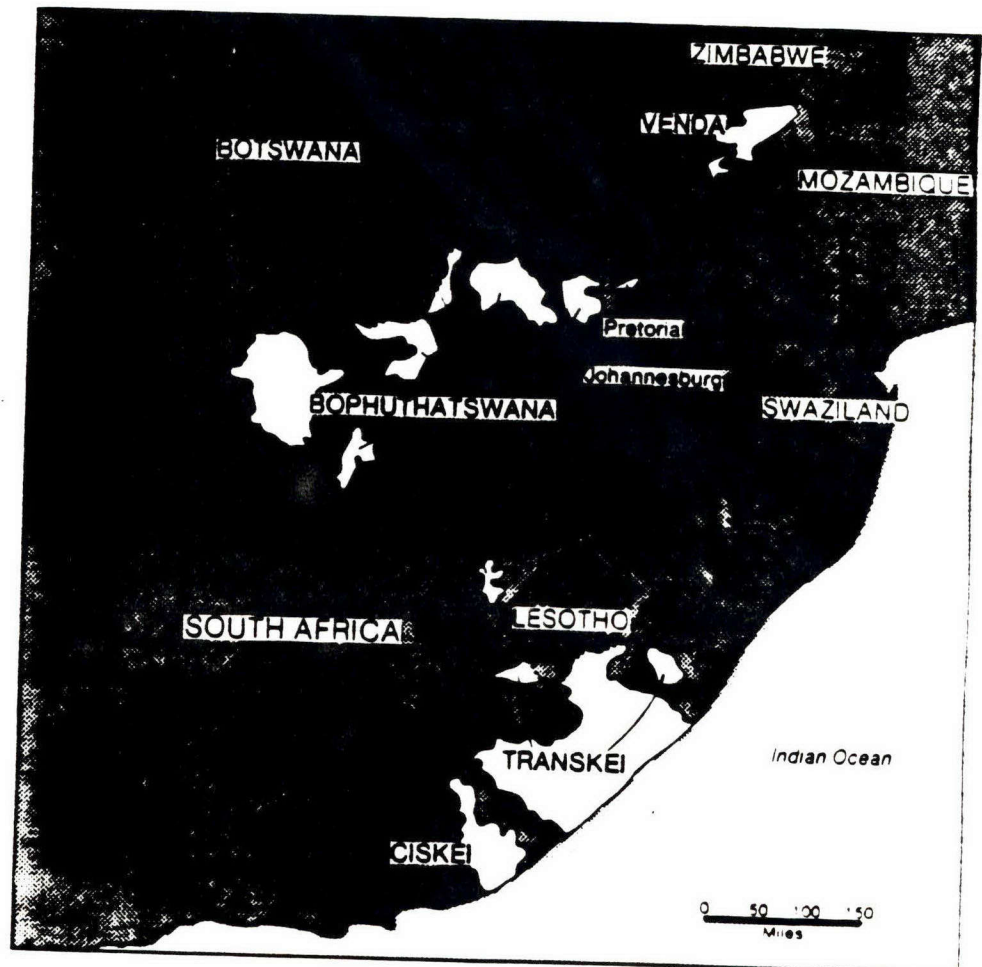 ZIMBABWE
VENDA
BOTSWANA
MOZAMBIQUE
Pretoria
Johannesburg
BOPHUTHATSWANA
SWAZILAND
SOUTH AFRICA
LESOTHO
TRANSKEI
Indian Ocean
CISKEI
0 50 100 150
Miles